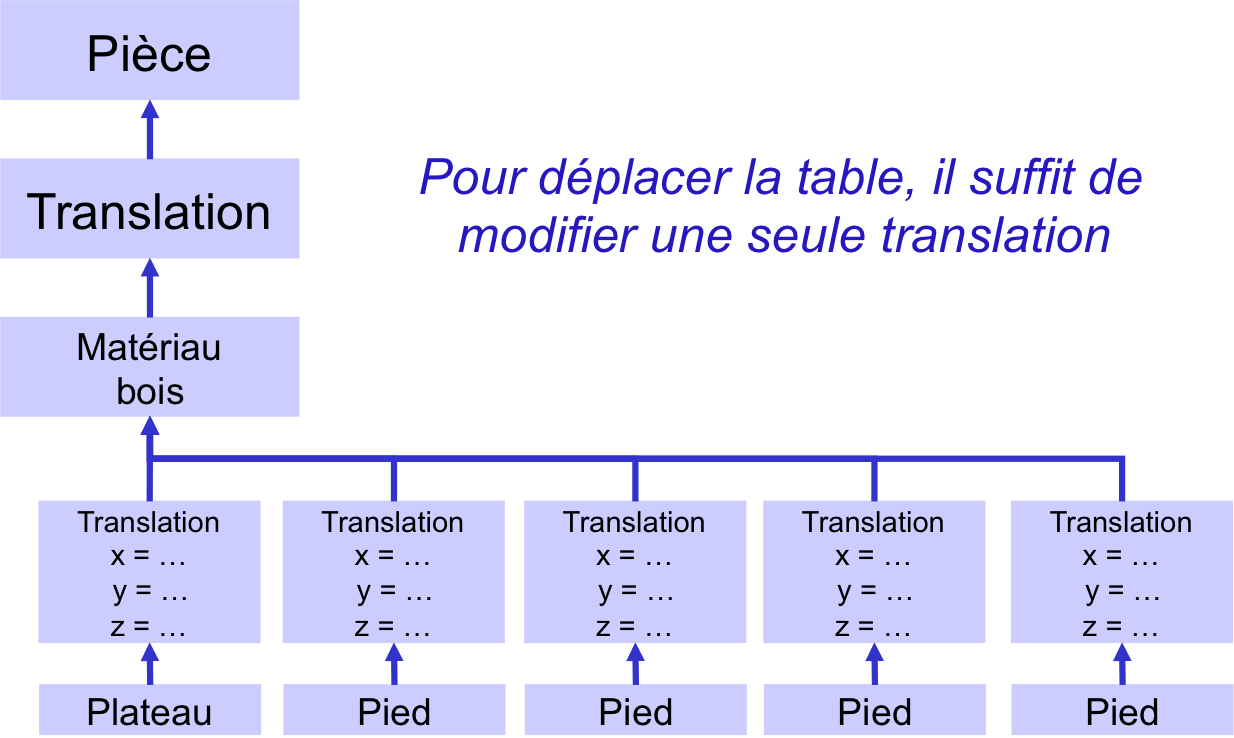 Pièce
Translation
Pour déplacer la table, il suffit de
modifier une seule translation
Matériau
bois
Translation
x = …
y = …
z = …
Translation
x = …
y = …
z = …
Translation
x = …
y = …
z = …
Translation
x = …
y = …
z = …
Translation
x = …
y = …
z = …
Plateau
Pied
Pied
Pied
Pied